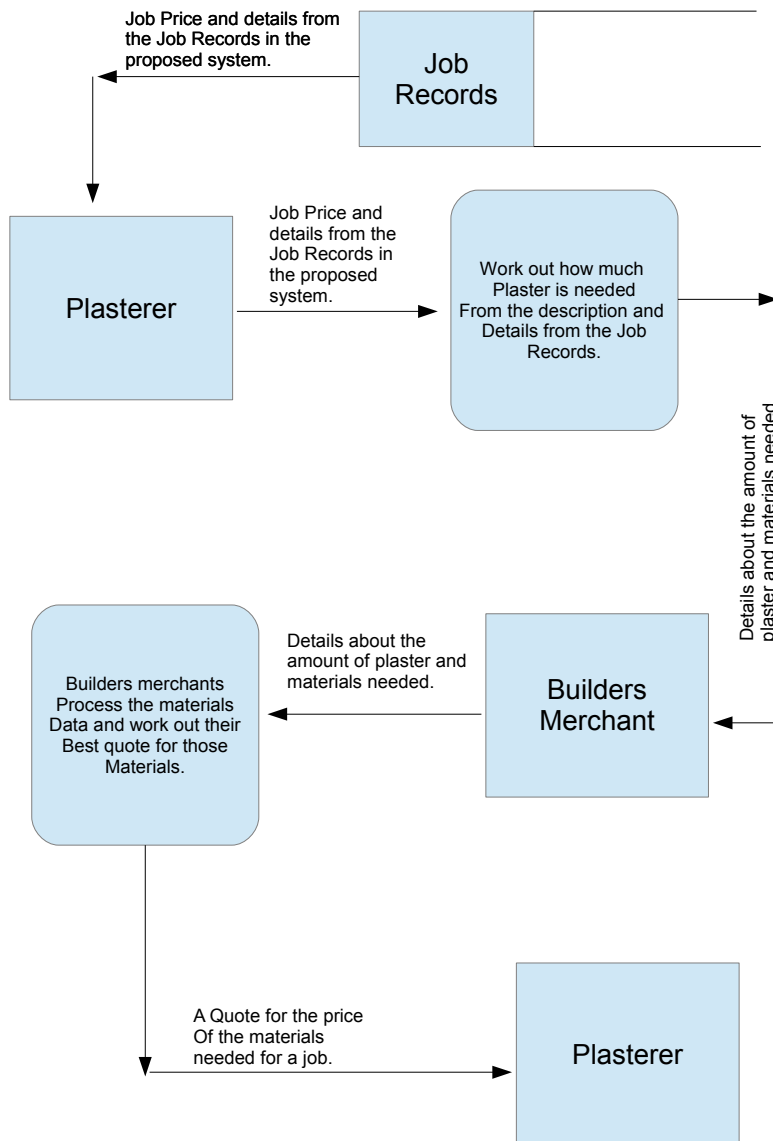 Job Price and details from
the Job Records in the
proposed system.
Job
Records
Plasterer
Job Price and
details from the
Job Records in
the proposed
system.
Work out how much
Plaster is needed
From the description and
Details from the Job
Records.
Details about the amount of
plaster and materials needed
Builders merchants
Process the materials
Data and work out their
Best quote for those
Materials.
Details about the
amount of plaster and
materials needed.
Builders
Merchant
A Quote for the price
Of the materials
needed for a job.
Plasterer